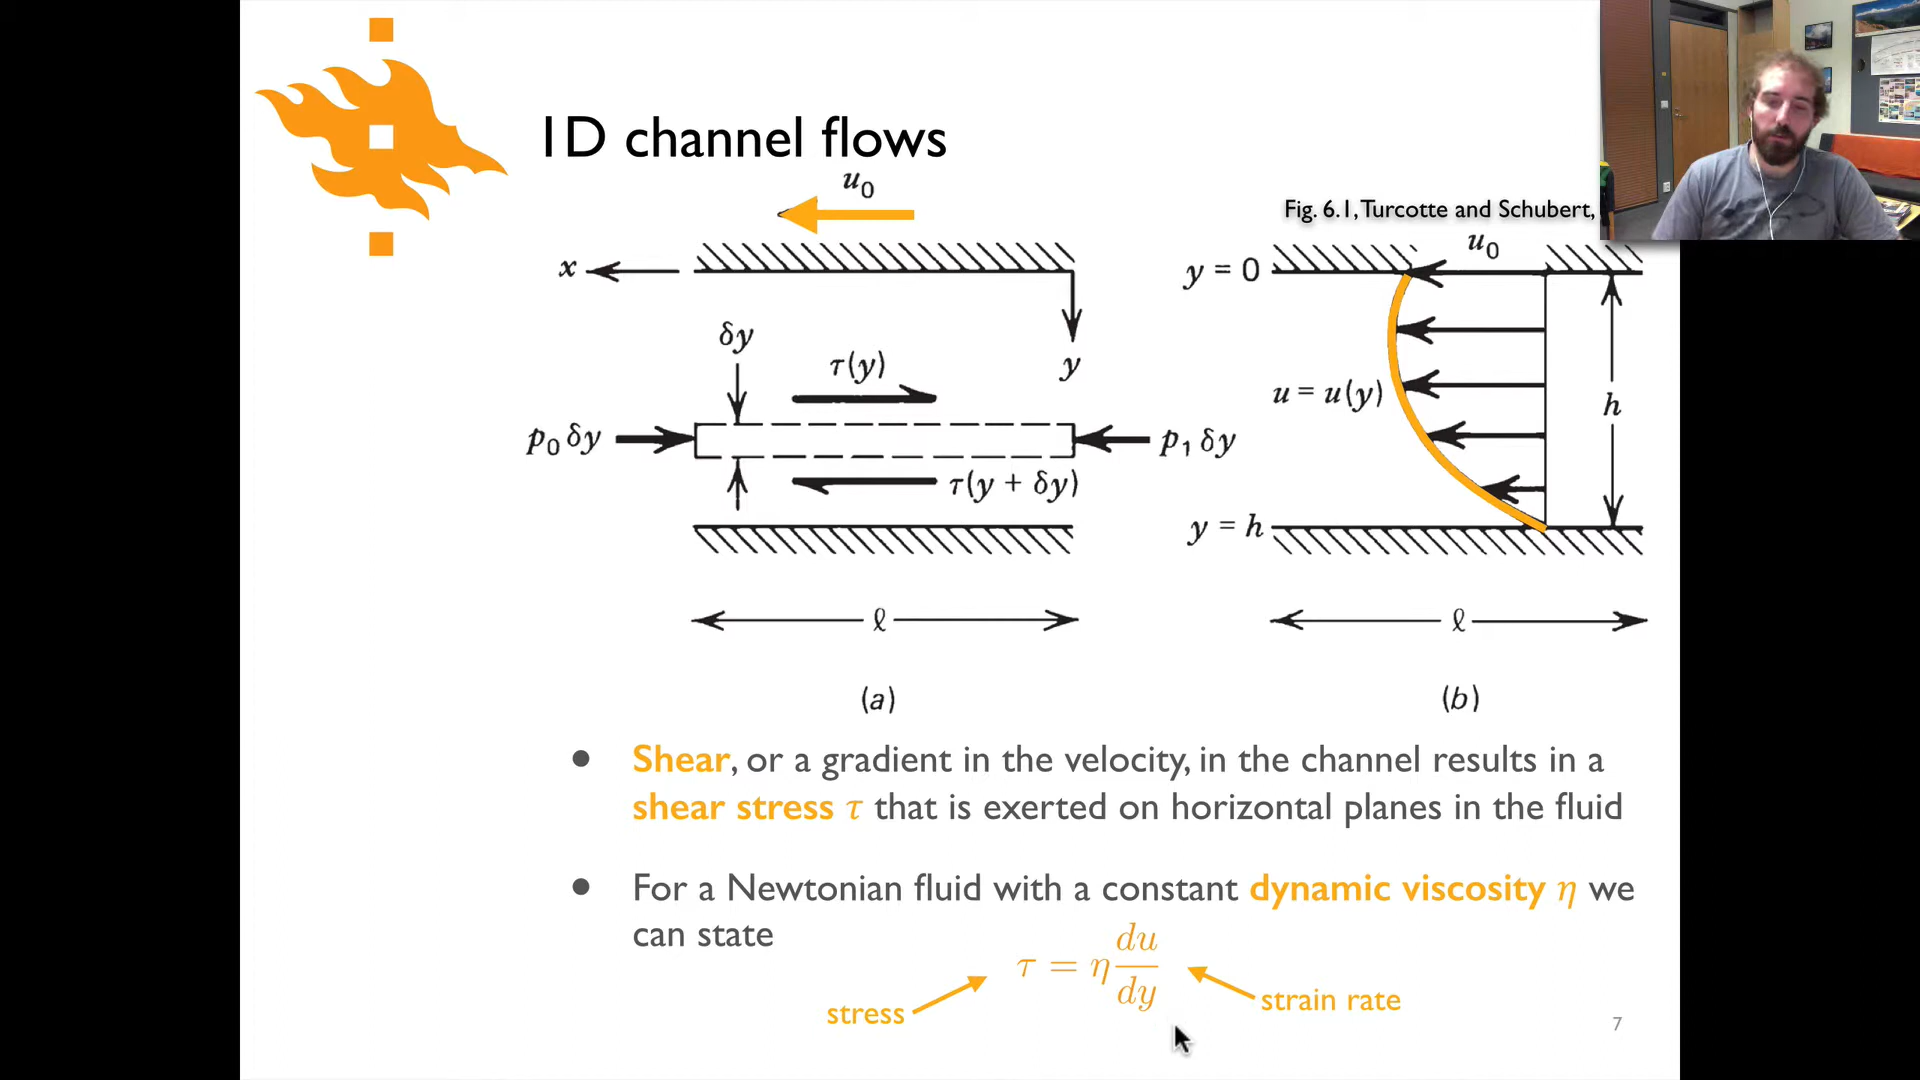 1D channel flows
u₀
Fig. 6.1, Turcotte and Schubert,
x
y
δy
τ(y)
p₀ δy
p₁ δy
τ(y + δy)
ℓ
(a)
u₀
y = 0
u = u(y)
h
y = h
ℓ
(b)
• Shear, or a gradient in the velocity, in the channel results in a
shear stress τ that is exerted on horizontal planes in the fluid
• For a Newtonian fluid with a constant dynamic viscosity η we
can state
τ = η du/dy
stress
strain rate
7